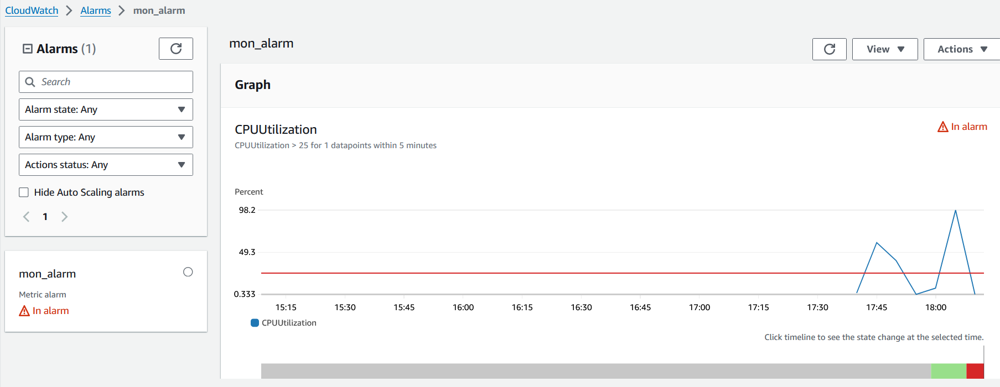 CloudWatch > Alarms > mon_alarm
Alarms (1)
Search
Alarm state: Any
Alarm type: Any
Actions status: Any
Hide Auto Scaling alarms
1
mon_alarm
Metric alarm
In alarm
mon_alarm
View
Actions
Graph
CPUUtilization
In alarm
CPUUtilization > 25 for 1 datapoints within 5 minutes
Percent
98.2
49.3
0.333
15:15 15:30 15:45 16:00 16:15 16:30 16:45 17:00 17:15 17:30 17:45 18:00
CPUUtilization
Click timeline to see the state change at the selected time.